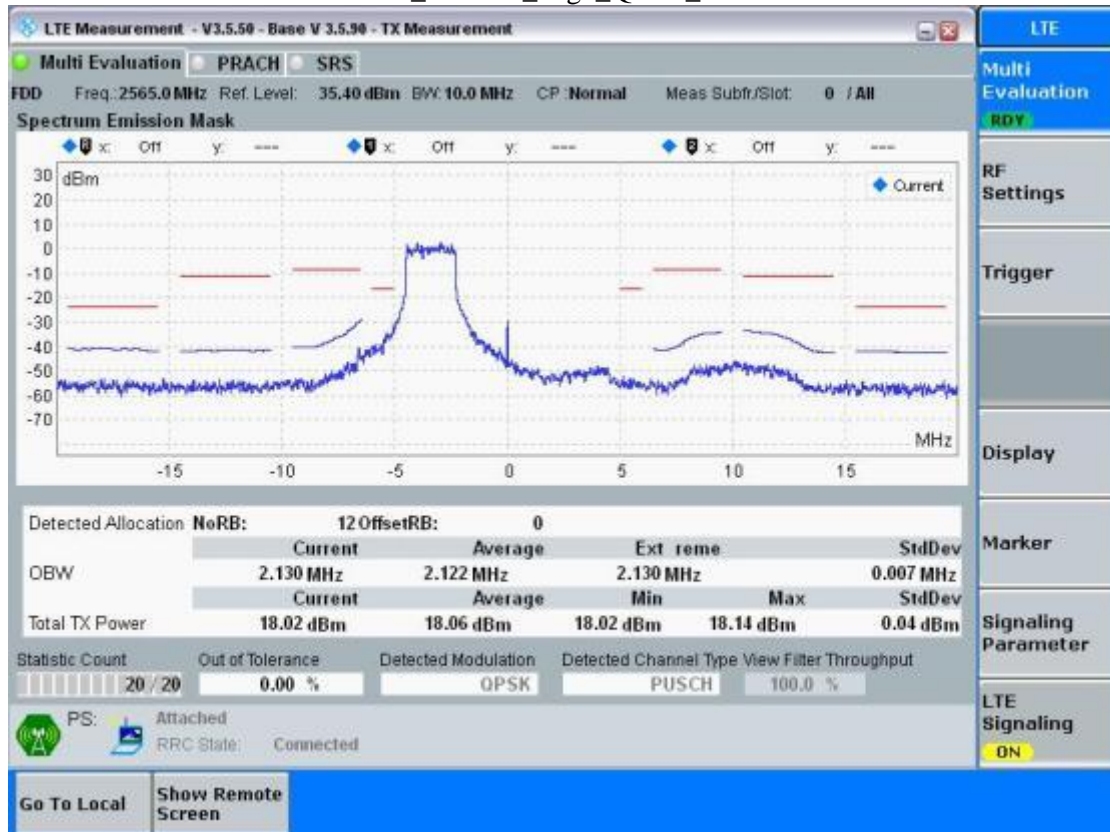 LTE Measurement - V3.5.50 - Base V 3.5.90 - TX Measurement
LTE
Multi Evaluation PRACH SRS
Multi
Evaluation
RDY
FDD Freq.:2565.0 MHz Ref. Level: 35.40 dBm BW: 10.0 MHz CP :Normal Meas Subfr/Slot: 0 / All
Spectrum Emission Mask
x: Off y: --- x: Off y: --- x: Off y: ---
30 dBm
Current
20
10
0
-10
-20
-30
-40
-50
-60
-70
MHz
-15 -10 -5 0 5 10 15
RF
Settings
Trigger
Display
Marker
Signaling
Parameter
LTE
Signaling
ON
Detected Allocation NoRB: 12 OffsetRB: 0
Current Average Ext reme StdDev
OBW 2.130 MHz 2.122 MHz 2.130 MHz 0.007 MHz
Current Average Min Max StdDev
Total TX Power 18.02 dBm 18.06 dBm 18.02 dBm 18.14 dBm 0.04 dBm
Statistic Count Out of Tolerance Detected Modulation Detected Channel Type View Filter Throughput
20 / 20 0.00 % QPSK PUSCH 100.0 %
PS: Attached
RRC State: Connected
Go To Local
Show Remote
Screen